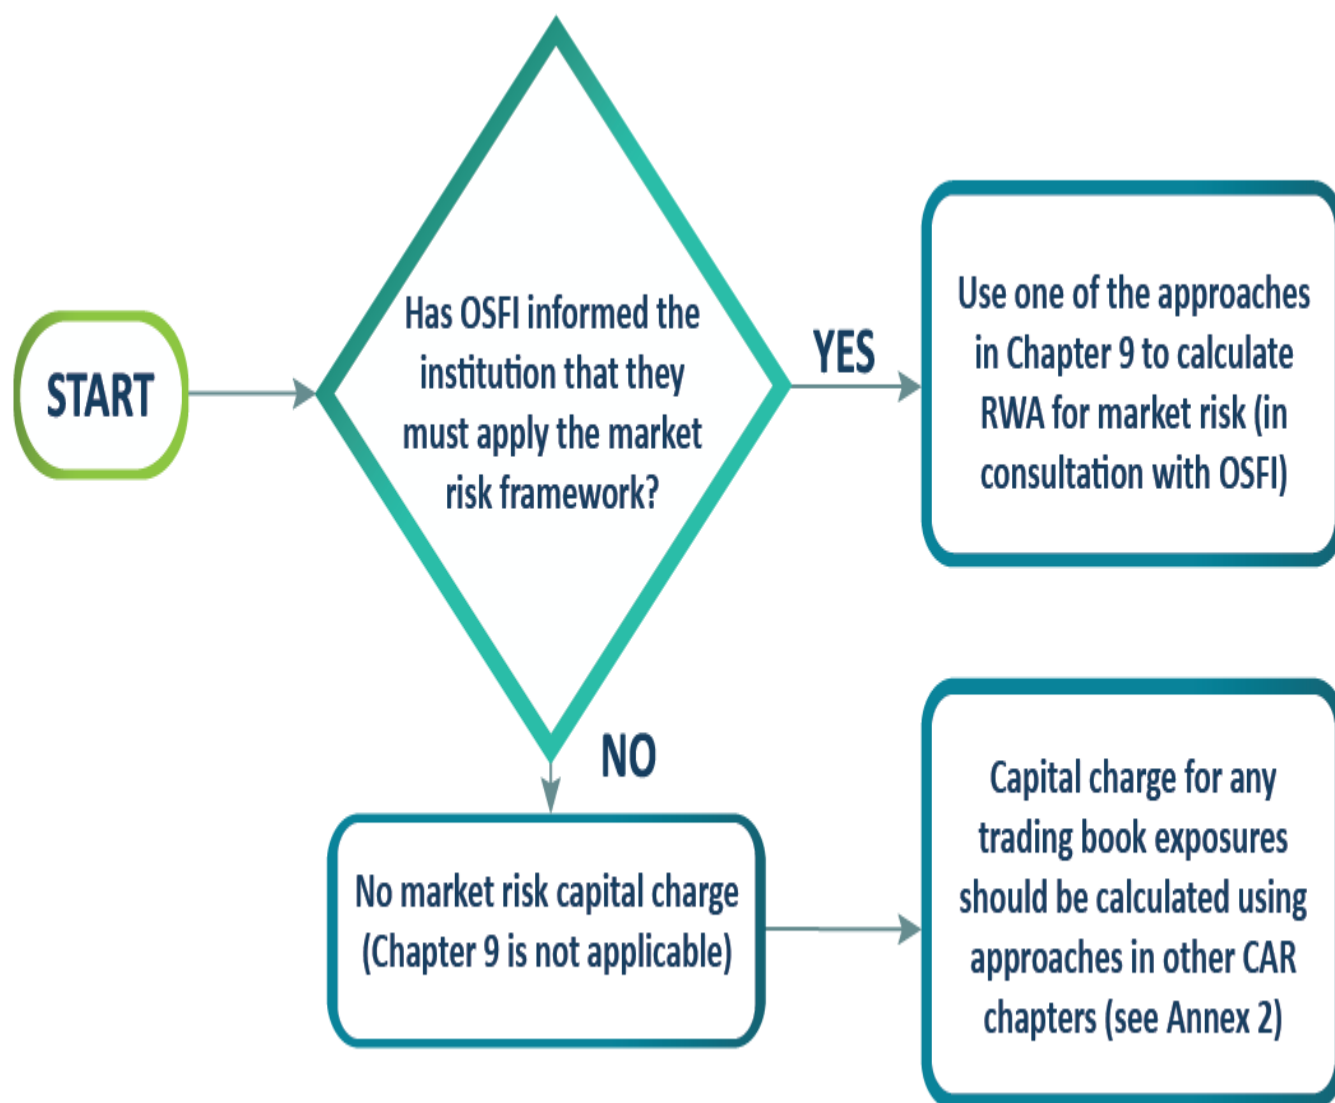 START
Has OSFI informed the
institution that they
must apply the market
risk framework?
YES
Use one of the approaches
in Chapter 9 to calculate
RWA for market risk (in
consultation with OSFI)
NO
No market risk capital charge
(Chapter 9 is not applicable)
Capital charge for any
trading book exposures
should be calculated using
approaches in other CAR
chapters (see Annex 2)